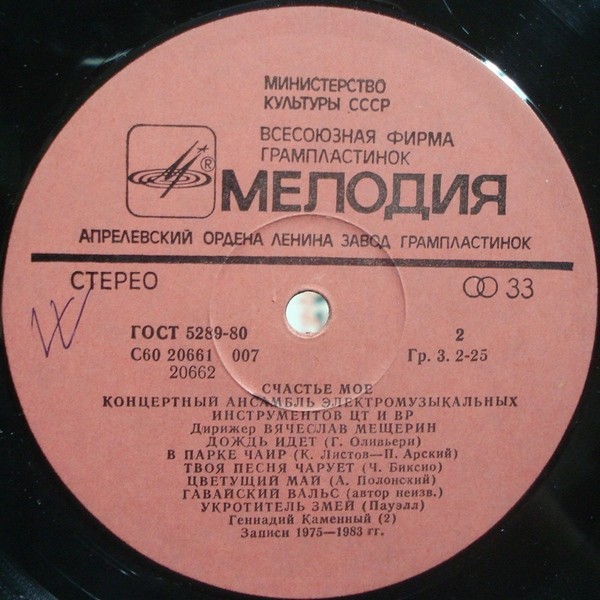 МИНИСТЕРСТВО
КУЛЬТУРЫ СССР
ВСЕСОЮЗНАЯ ФИРМА
ГРАМПЛАСТИНОК
® МЕЛОДИЯ
АПРЕЛЕВСКИЙ ОРДЕНА ЛЕНИНА ЗАВОД ГРАМПЛАСТИНОК
СТЕРЕО 33
ГОСТ 5289-80 2
С60 20661 007 Гр. 3. 2-25
20662
СЧАСТЬЕ МОЕ
КОНЦЕРТНЫЙ АНСАМБЛЬ ЭЛЕКТРОМУЗЫКАЛЬНЫХ
ИНСТРУМЕНТОВ ЦТ И ВР
Дирижер ВЯЧЕСЛАВ МЕЩЕРИН
ДОЖДЬ ИДЕТ (Г. Оливьери)
В ПАРКЕ ЧАИР (К. Листов—П. Арский)
ТВОЯ ПЕСНЯ ЧАРУЕТ (Ч. Биксио)
ЦВЕТУЩИЙ МАЙ (А. Полонский)
ГАВАЙСКИЙ ВАЛЬС (автор неизв.)
УКРОТИТЕЛЬ ЗМЕЙ (Пауэлл)
Геннадий Каменный (2)
Записи 1975—1983 гг.